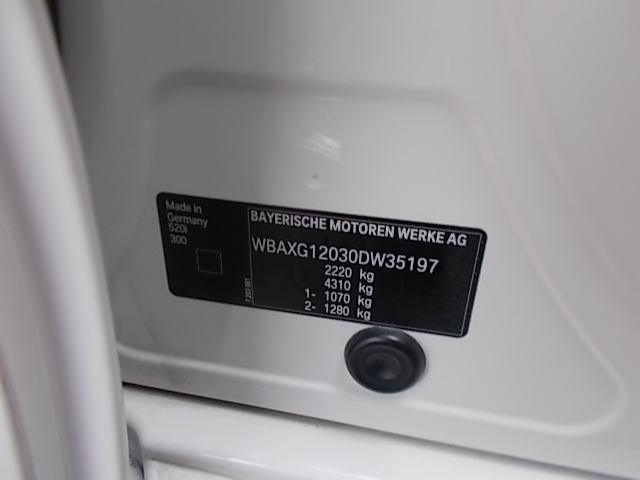 Made in
Germany
520i
300
BAYERISCHE MOTOREN WERKE AG
WBAXG12030DW35197
2220 kg
4310 kg
1- 1070 kg
2- 1280 kg